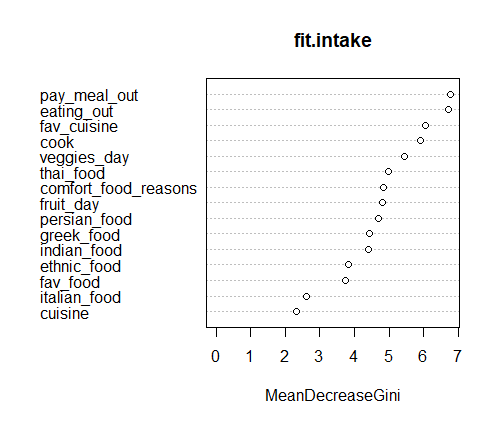 fit.intake
pay_meal_out
eating_out
fav_cuisine
cook
veggies_day
thai_food
comfort_food_reasons
fruit_day
persian_food
greek_food
indian_food
ethnic_food
fav_food
italian_food
cuisine
0 1 2 3 4 5 6 7
MeanDecreaseGini